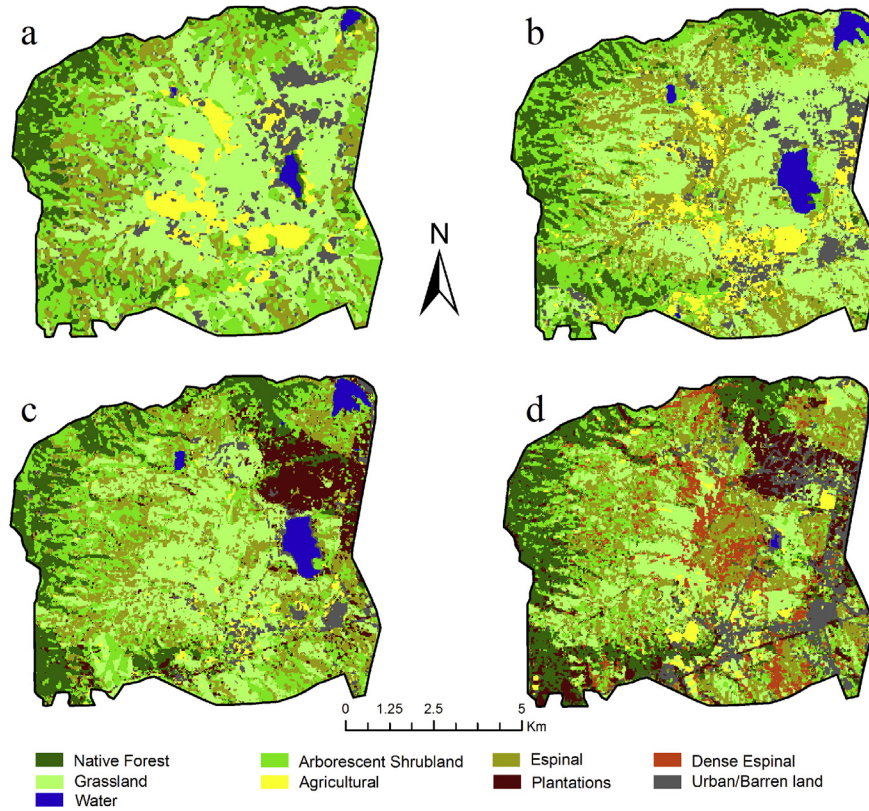 a
b
N
c
d
0 1.25 2.5 5
Km
Native Forest
Arborescent Shrubland
Espinal
Dense Espinal
Grassland
Agricultural
Plantations
Urban/Barren land
Water